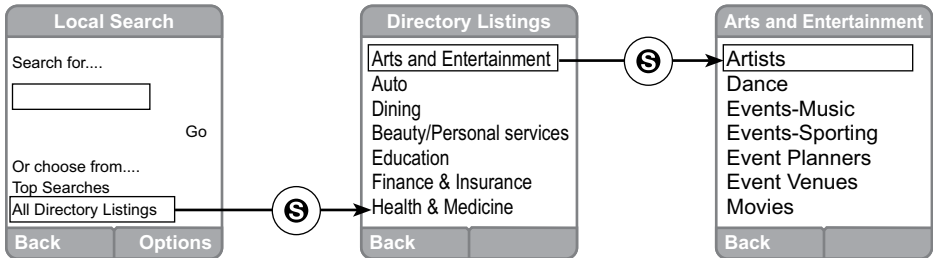 Local Search
Search for....
Go
Or choose from....
Top Searches
All Directory Listings
Back Options
S
Directory Listings
Arts and Entertainment
Auto
Dining
Beauty/Personal services
Education
Finance & Insurance
Health & Medicine
Back
S
Arts and Entertainment
Artists
Dance
Events-Music
Events-Sporting
Event Planners
Event Venues
Movies
Back